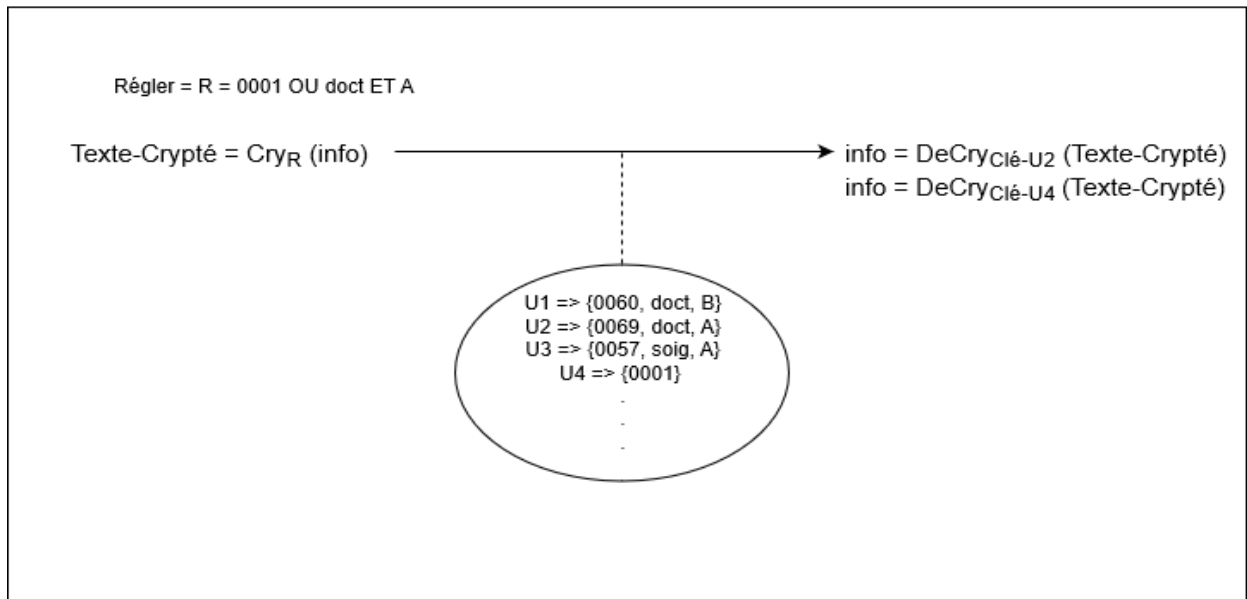 Régler = R = 0001 OU doct ET A
Texte-Crypté = CryR (info)
info = DeCryClé-U2 (Texte-Crypté)
info = DeCryClé-U4 (Texte-Crypté)
U1 => {0060, doct, B}
U2 => {0069, doct, A}
U3 => {0057, soig, A}
U4 => {0001}
.
.
.